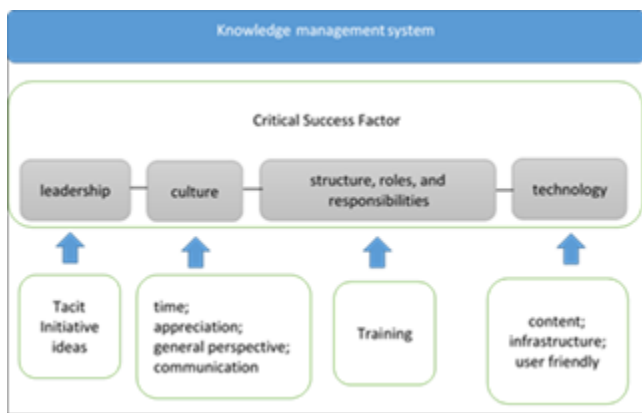 Knowledge management system
Critical Success Factor
leadership
culture
structure, roles, and
responsibilities
technology
Tacit
Initiative
ideas
time;
appreciation;
general perspective;
communication
Training
content;
infrastructure;
user friendly